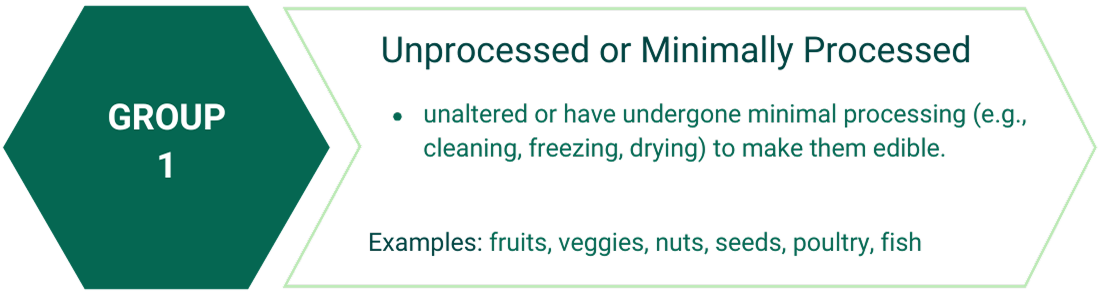 GROUP
1
Unprocessed or Minimally Processed
• unaltered or have undergone minimal processing (e.g.,
cleaning, freezing, drying) to make them edible.
Examples: fruits, veggies, nuts, seeds, poultry, fish